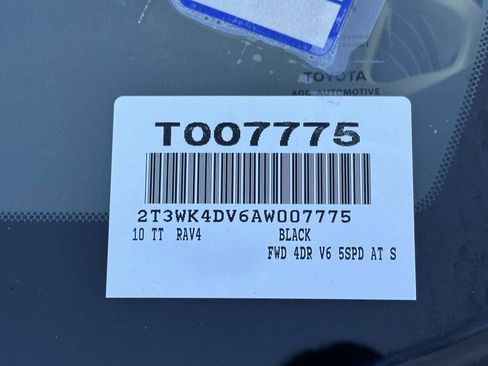 TOYOTA
AGC AUTOMOTIVE
T007775
2T3WK4DV6AW007775
10 TT RAV4 BLACK
FWD 4DR V6 5SPD AT S